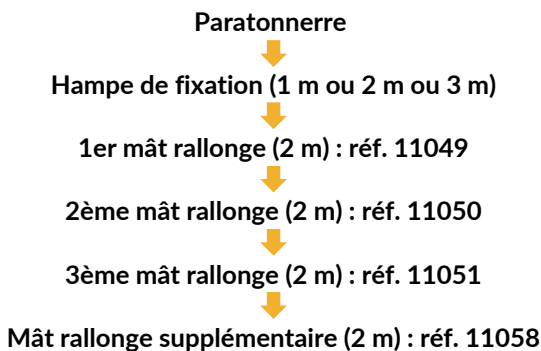 Paratonnerre
Hampe de fixation (1 m ou 2 m ou 3 m)
1er mât rallonge (2 m) : réf. 11049
2ème mât rallonge (2 m) : réf. 11050
3ème mât rallonge (2 m) : réf. 11051
Mât rallonge supplémentaire (2 m) : réf. 11058